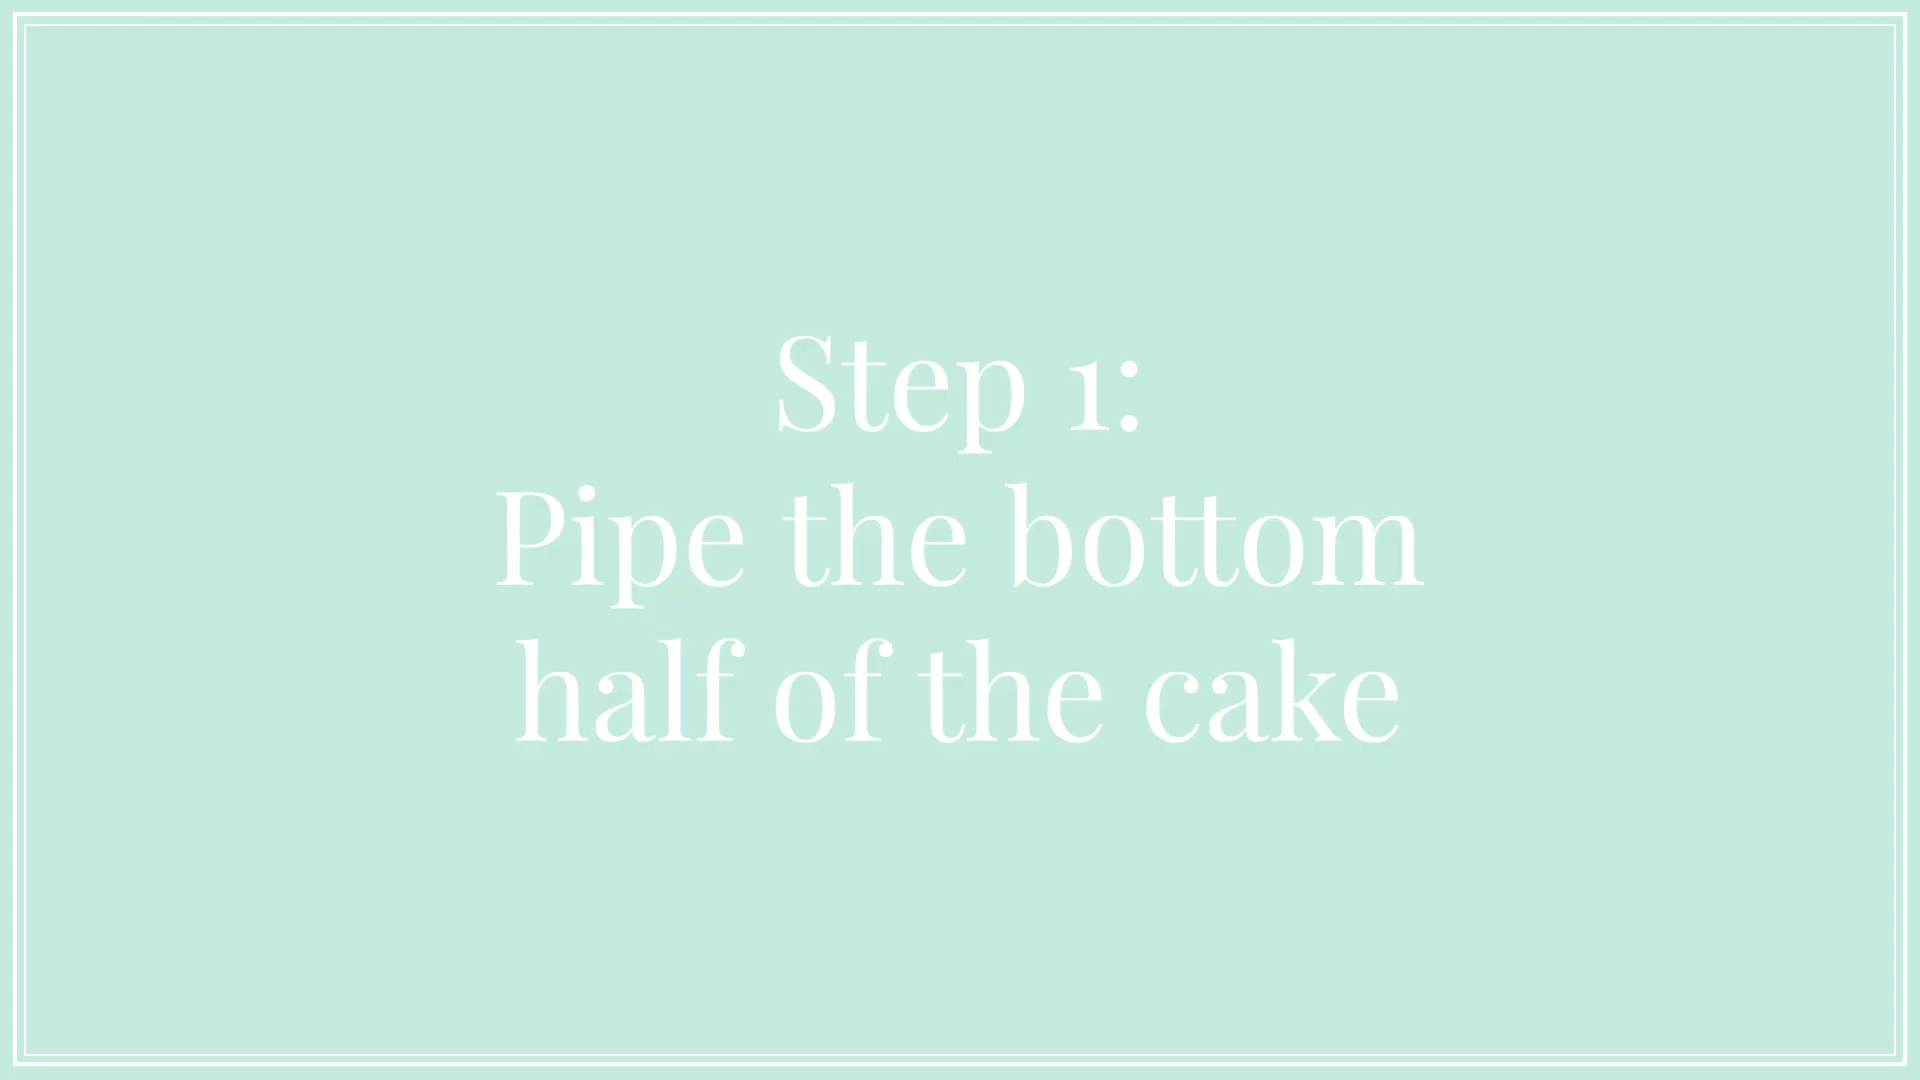 Step 1:
Pipe the bottom
half of the cake